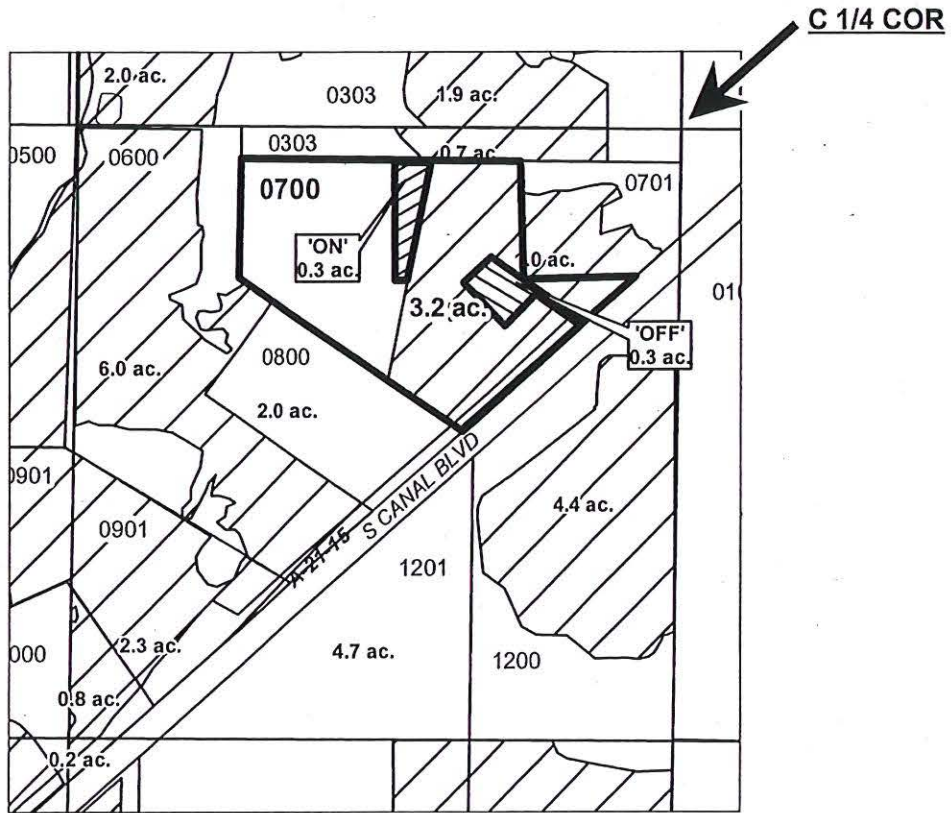 C 1/4 COR
2.0 ac.
0303
1.9 ac.
0500
0600
0303
0.7 ac
0700
0701
'ON'
0.3 ac.
.0 ac.
010
3.2 ac.
'OFF'
0.3 ac.
0800
6.0 ac.
2.0 ac.
0901
S CANAL BLVD
4.4 ac.
0901
A-21-15
1201
000
2.3 ac.
4.7 ac.
1200
0.8 ac.
0.2 ac.